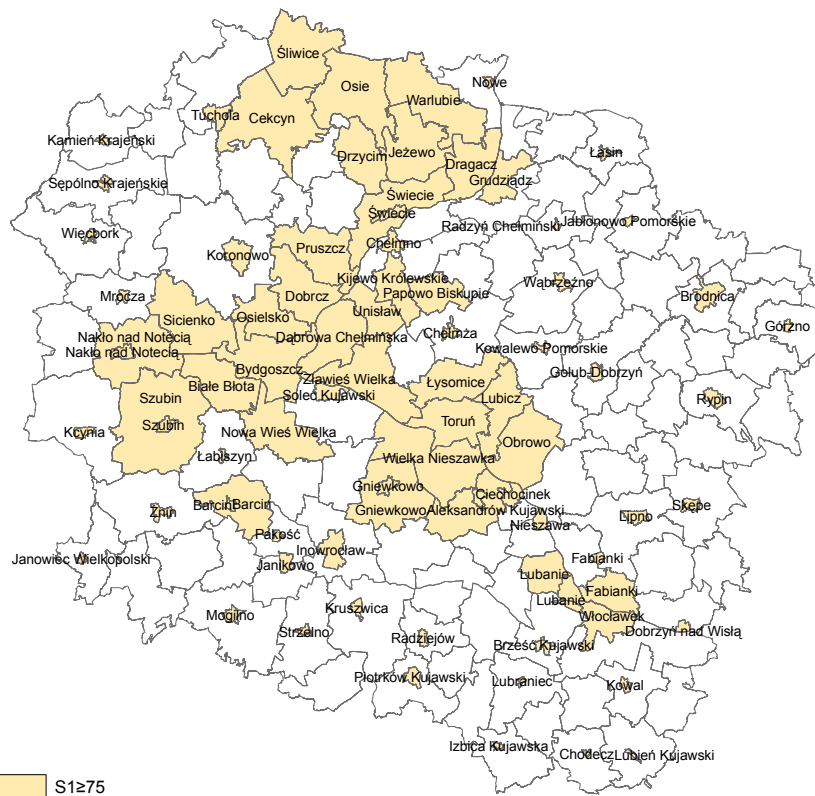 Śliwice
Osie
Nowe
Warlubie
Tuchola
Cekcyn
Kamień Krajeński
Drzycim
Jeżewo
Łasin
Dragacz
Sępólno Krajeńskie
Grudziądz
Świecie
Świecie
Radzyń Chełmiński
Jabłonowo Pomorskie
Więcbork
Chełmno
Pruszcz
Koronowo
Kijewo Królewskie
Wąbrzeźno
Mrocza
Dobrcz
Papowo Biskupie
Brodnica
Unisław
Sicienko
Osielsko
Górzno
Nakło nad Notecią
Dąbrowa Chełmińska
Chełmża
Nakło nad Notecią
Kowalewo Pomorskie
Bydgoszcz
Golub-Dobrzyń
Białe Błota
Zławieś Wielka
Łysomice
Solec Kujawski
Szubin
Lubicz
Rypin
Toruń
Szubin
Kcynia
Nowa Wieś Wielka
Obrowo
Łabiszyn
Wielka Nieszawka
Gniewkowo
Ciechocinek
Barcin
Barcin
Skępe
Żnin
Gniewkowo
Aleksandrów Kujawski
Lipno
Nieszawa
Pakość
Inowrocław
Janowiec Wielkopolski
Janikowo
Fabianki
Lubanie
Fabianki
Lubanie
Kruszwica
Mogilno
Włocławek
Strzelno
Dobrzyń nad Wisłą
Radziejów
Brześć Kujawski
Piotrków Kujawski
Lubraniec
Kowal
Izbica Kujawska
Chodecz
Lubień Kujawski
S1≥75